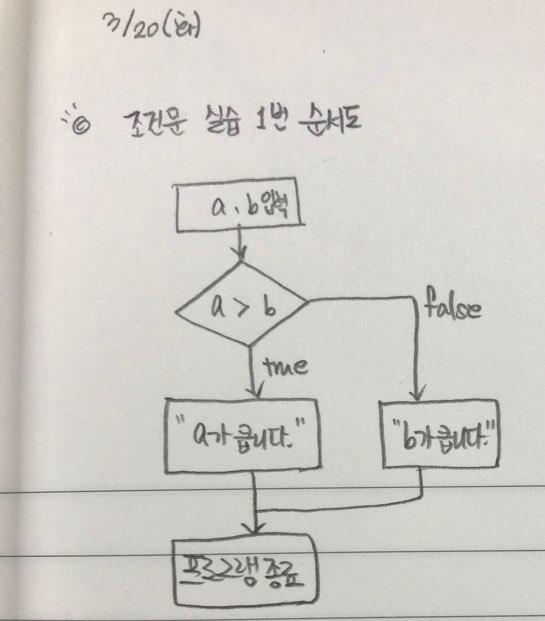 3/20(화)
◎ 조건문 실습 1번 순서도
a, b입력
a > b
false
true
"a가 큽니다."
"b가 큽니다."
프로그램 종료